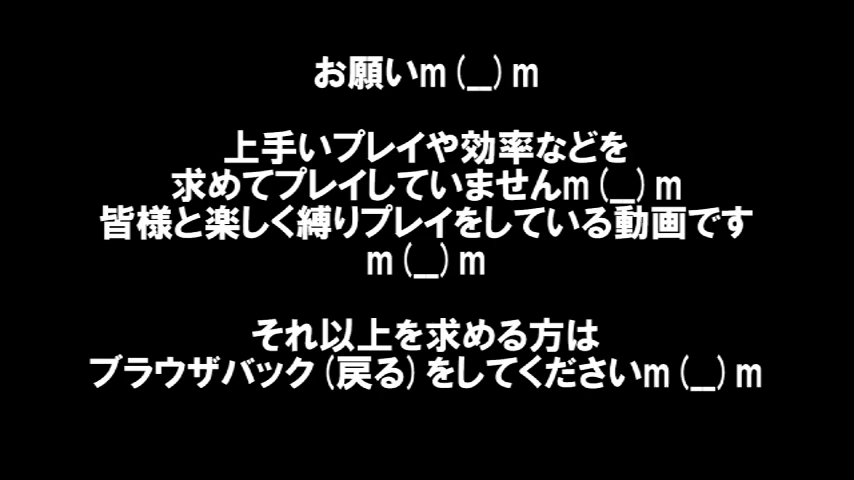 お願いm(__)m
上手いプレイや効率などを
求めてプレイしていませんm(__)m
皆様と楽しく縛りプレイをしている動画です
m(__)m
それ以上を求める方は
ブラウザバック(戻る)をしてくださいm(__)m